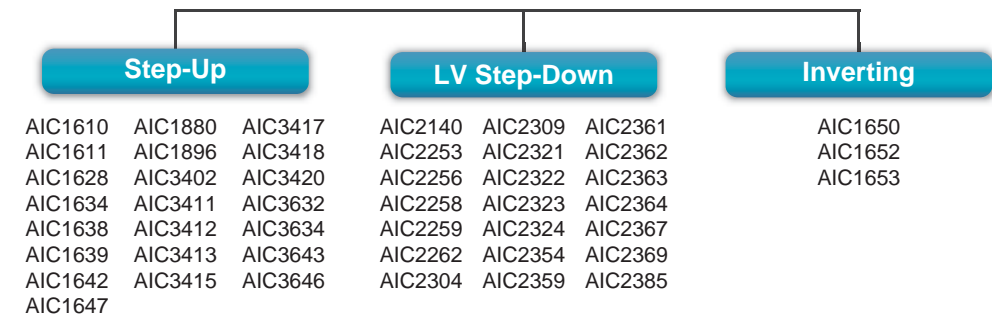 Step-Up LV Step-Down Inverting
AIC1610 AIC1880 AIC3417 AIC2140 AIC2309 AIC2361 AIC1650
AIC1611 AIC1896 AIC3418 AIC2253 AIC2321 AIC2362 AIC1652
AIC1628 AIC3402 AIC3420 AIC2256 AIC2322 AIC2363 AIC1653
AIC1634 AIC3411 AIC3632 AIC2258 AIC2323 AIC2364
AIC1638 AIC3412 AIC3634 AIC2259 AIC2324 AIC2367
AIC1639 AIC3413 AIC3643 AIC2262 AIC2354 AIC2369
AIC1642 AIC3415 AIC3646 AIC2304 AIC2359 AIC2385
AIC1647